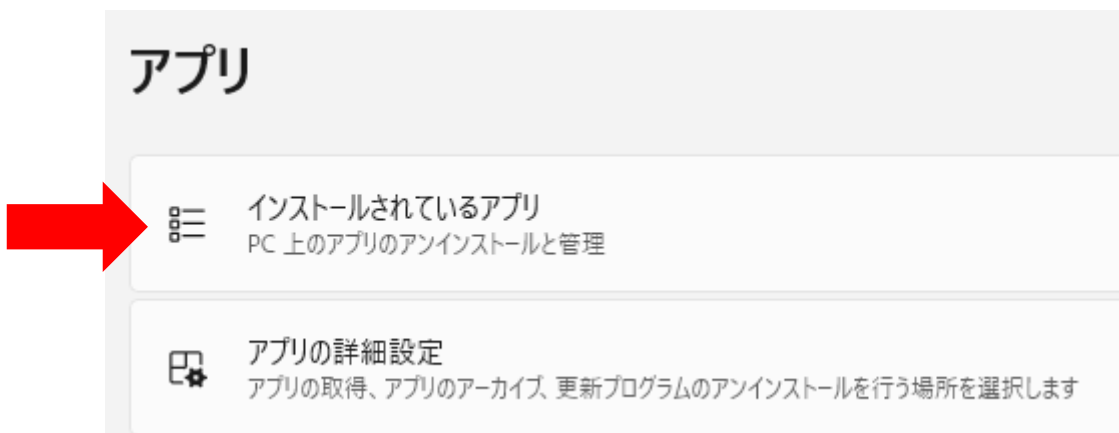 アプリ
インストールされているアプリ
PC 上のアプリのアンインストールと管理
アプリの詳細設定
アプリの取得、アプリのアーカイブ、更新プログラムのアンインストールを行う場所を選択します